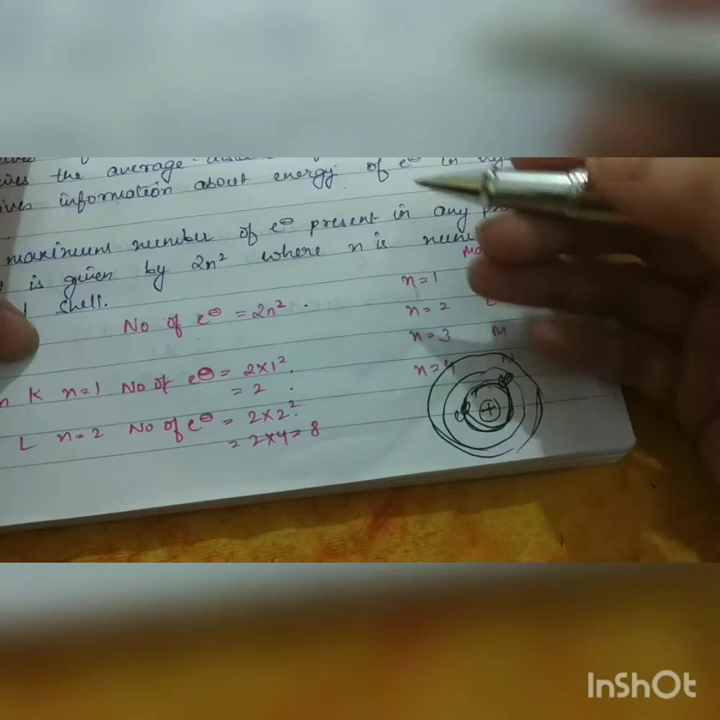 the average
information about energy of e⊖ in
maximum number of e⊖ present in any
is given by 2n² where n is
shell.
No of e⊖ = 2n².
n=1
n=2 L
n=3 M
n=4 N
K n=1 No of e⊖ = 2×1²
= 2.
L n=2 No of e⊖ = 2×2²
= 2×4=8
+
InShOt